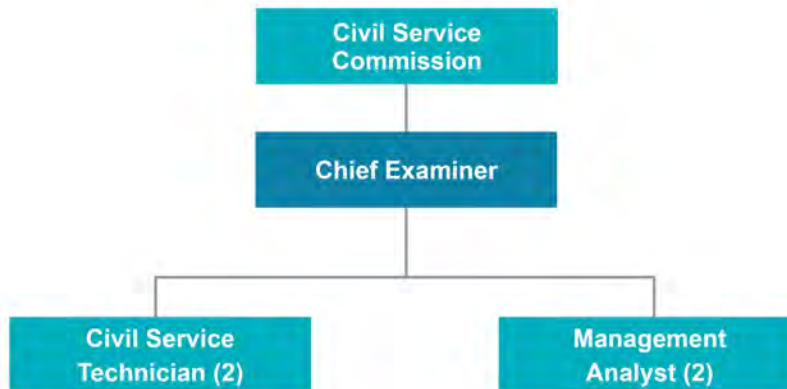 Civil Service
Commission
Chief Examiner
Civil Service
Technician (2)
Management
Analyst (2)